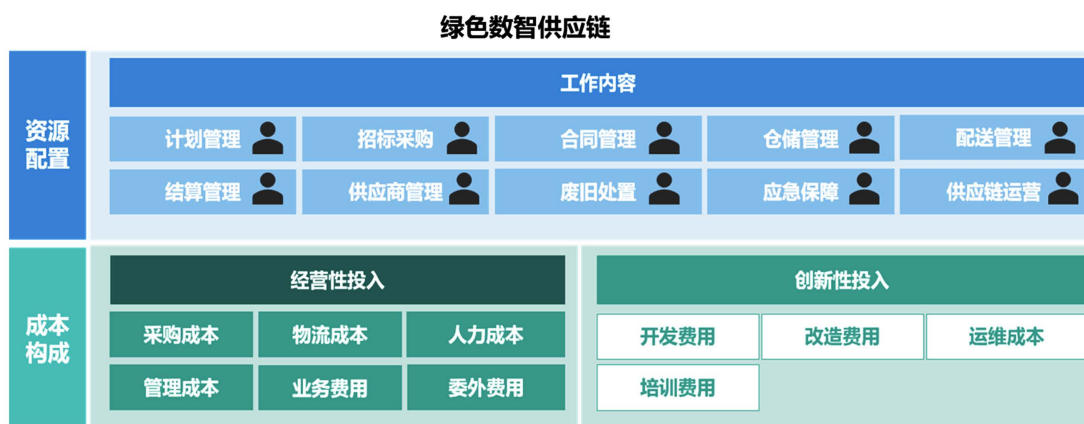 绿色数智供应链
资源
配置
工作内容
计划管理
招标采购
合同管理
仓储管理
配送管理
结算管理
供应商管理
废旧处置
应急保障
供应链运营
成本
构成
经营性投入
创新性投入
采购成本
物流成本
人力成本
开发费用
改造费用
运维成本
管理成本
业务费用
委外费用
培训费用